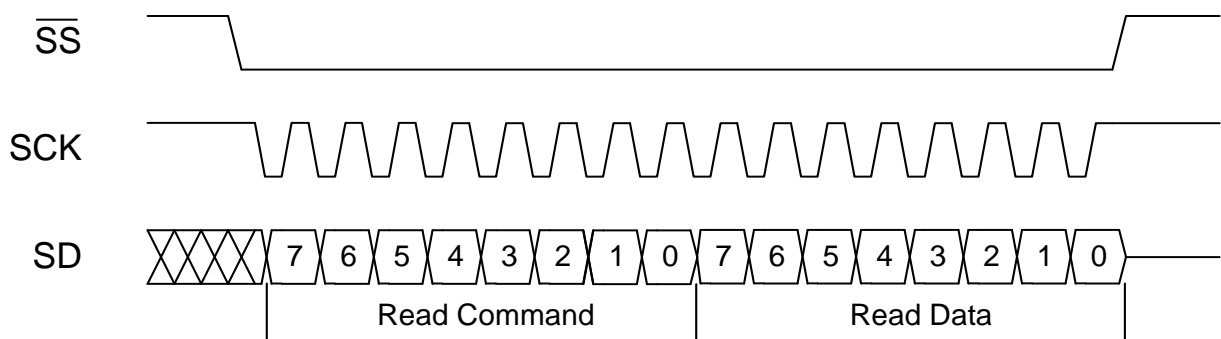 SS
SCK
SD
7 6 5 4 3 2 1 0 7 6 5 4 3 2 1 0
Read Command Read Data